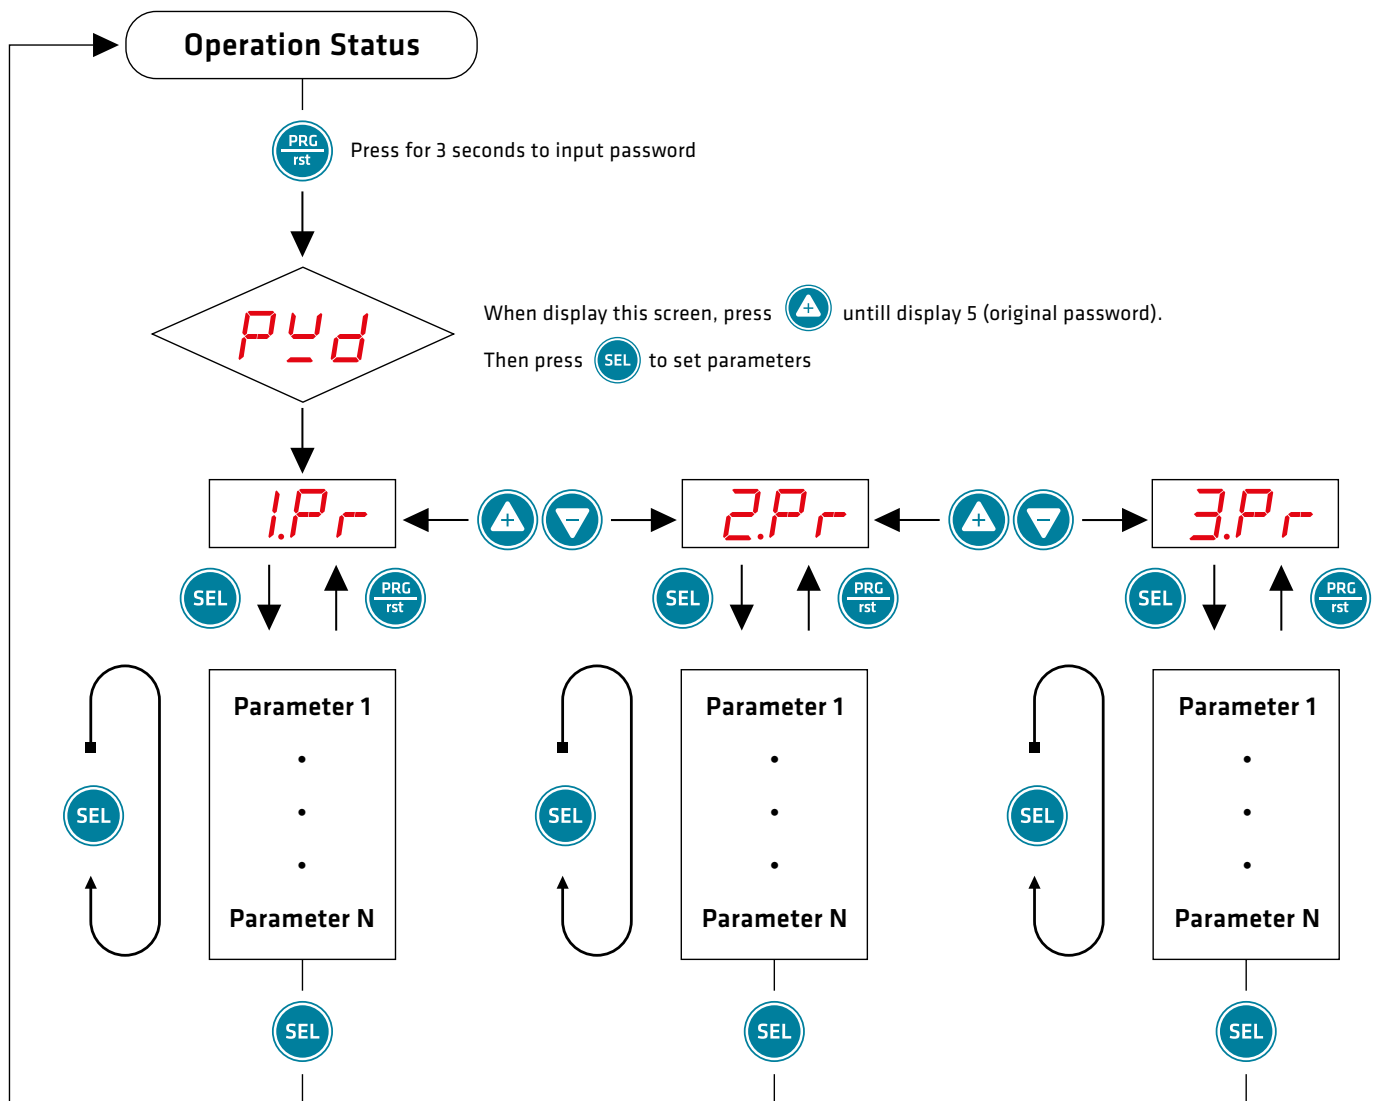 Operation Status
PRG
rst
Press for 3 seconds to input password
When display this screen, press + untill display 5 (original password).
Then press SEL to set parameters
1.Pr + - 2.Pr + - 3.Pr
SEL PRG SEL PRG SEL PRG
rst rst rst
Parameter 1 Parameter 1 Parameter 1
SEL SEL SEL
Parameter N Parameter N Parameter N
SEL SEL SEL